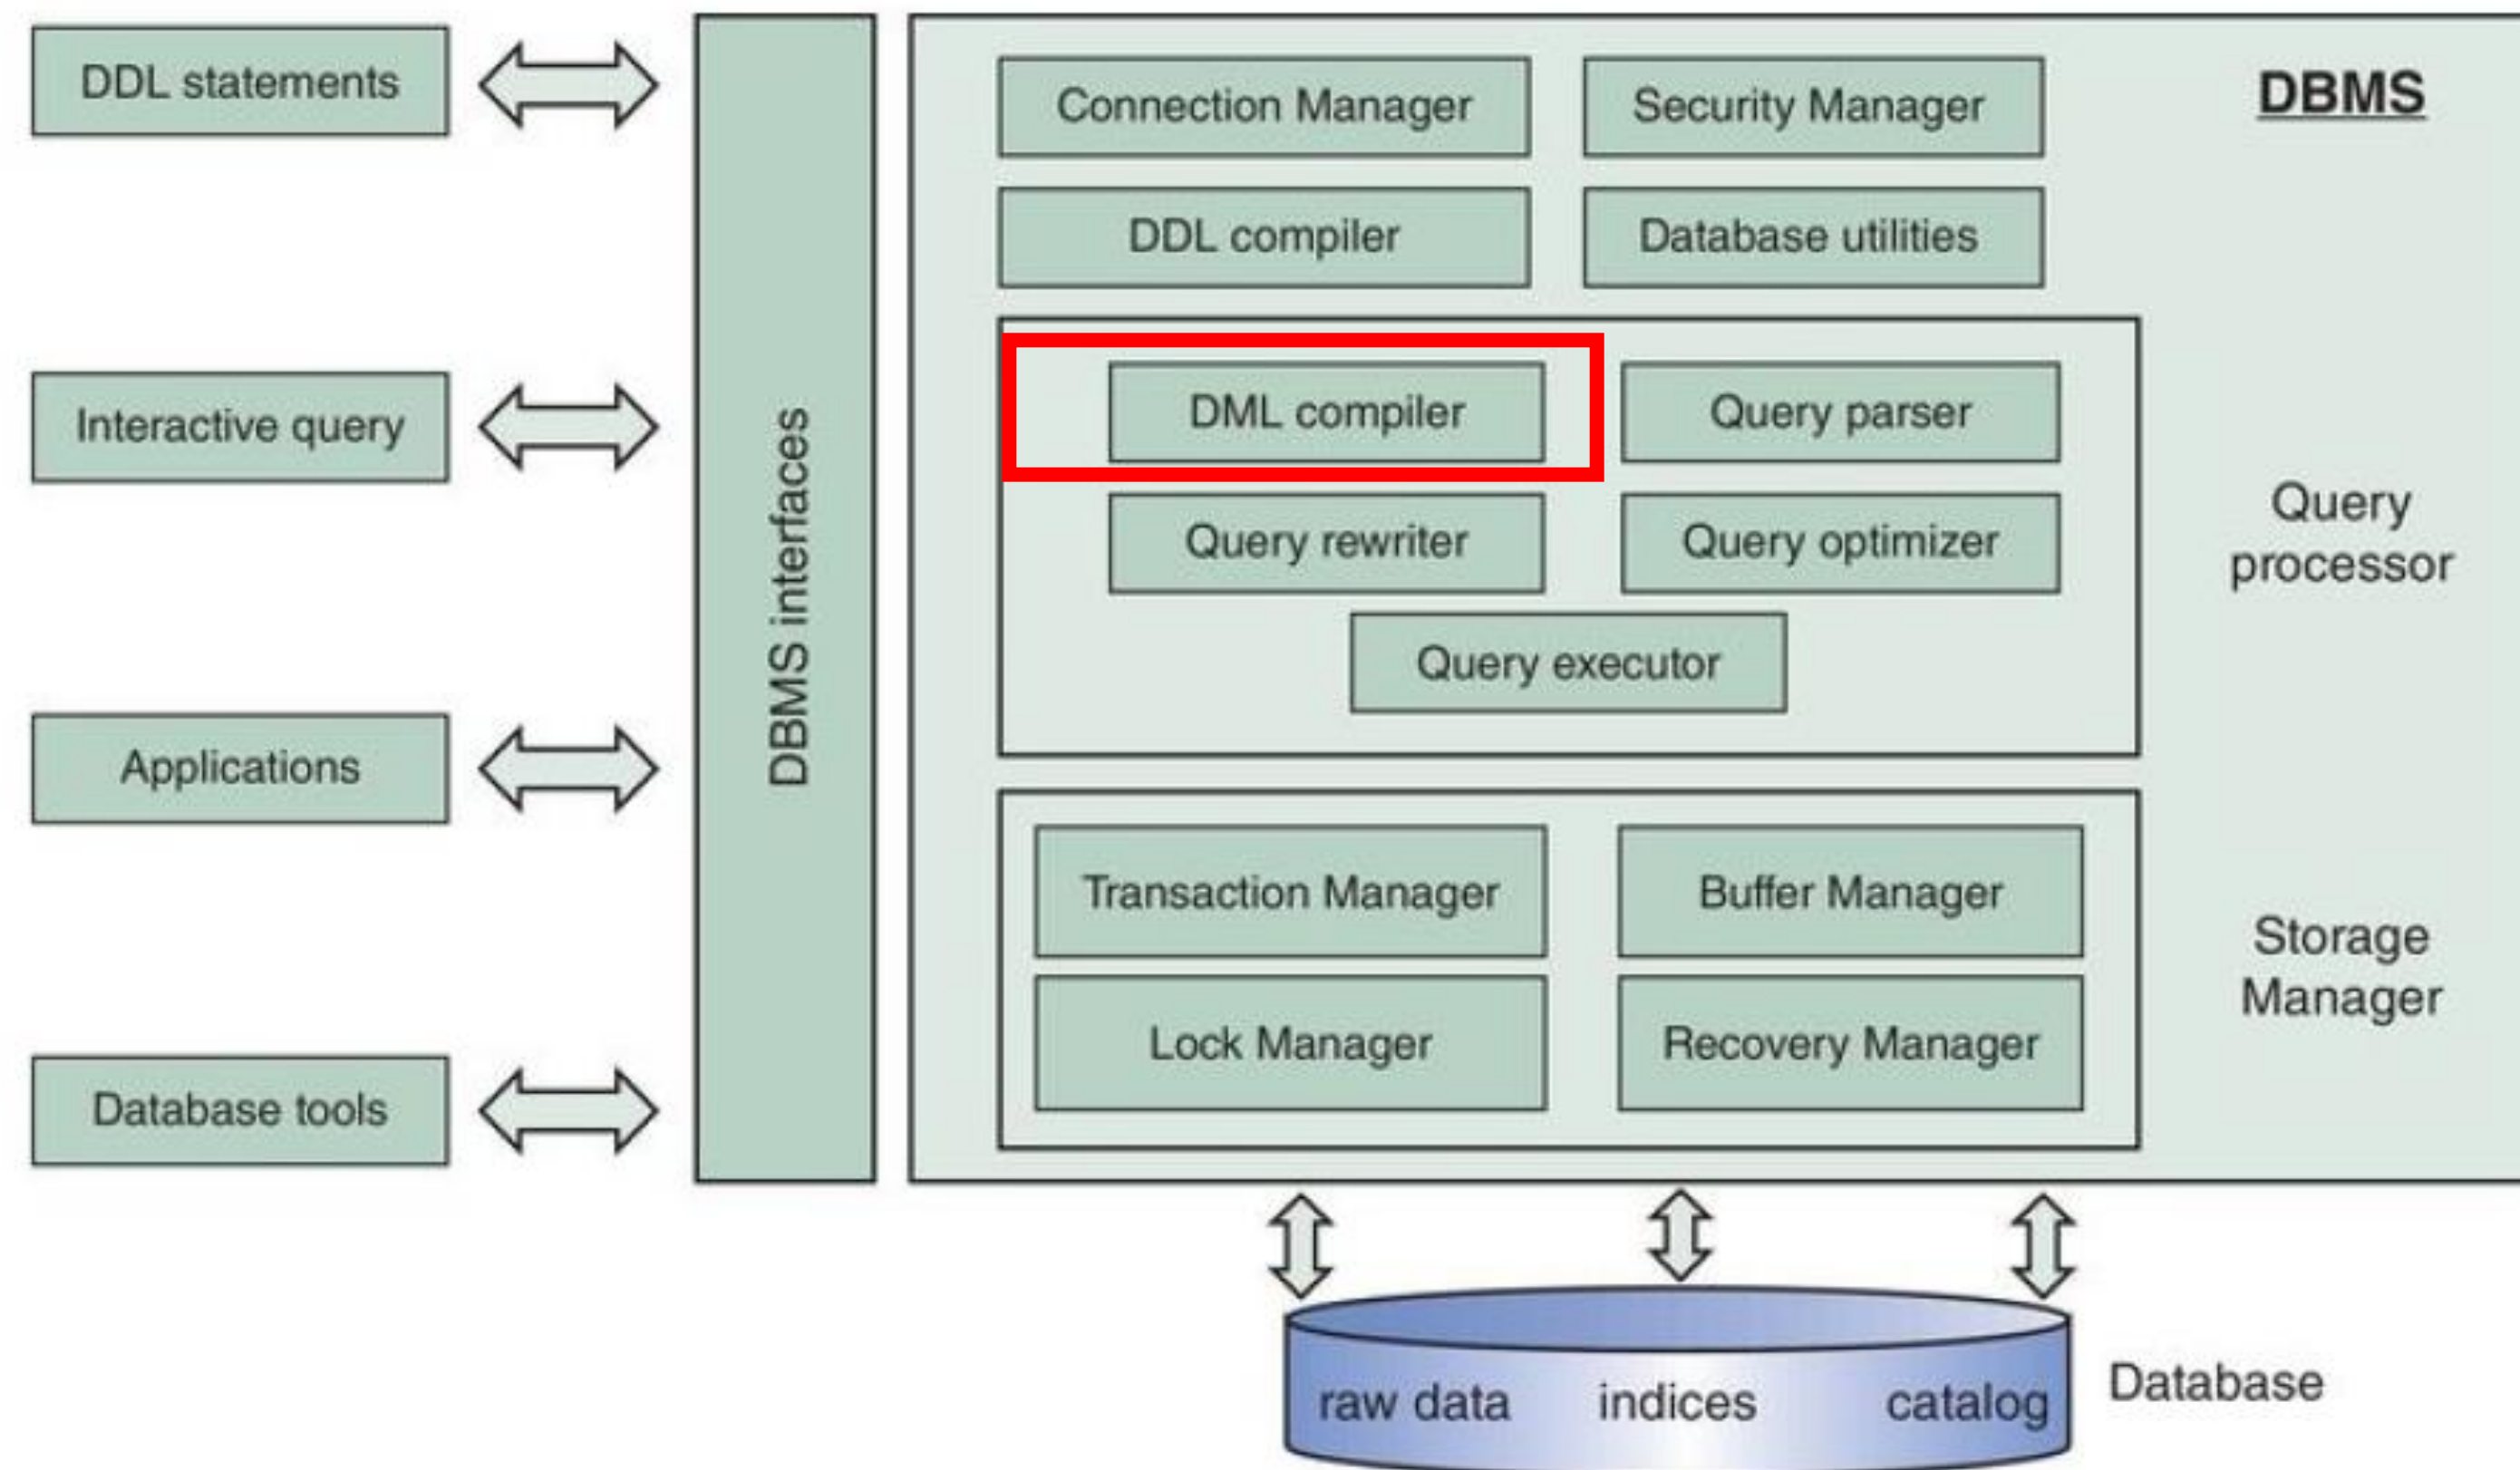 DDL statements
Interactive query
Applications
Database tools
DBMS interfaces
DBMS
Connection Manager
Security Manager
DDL compiler
Database utilities
DML compiler
Query parser
Query rewriter
Query optimizer
Query executor
Query
processor
Transaction Manager
Buffer Manager
Lock Manager
Recovery Manager
Storage
Manager
raw data
indices
catalog
Database